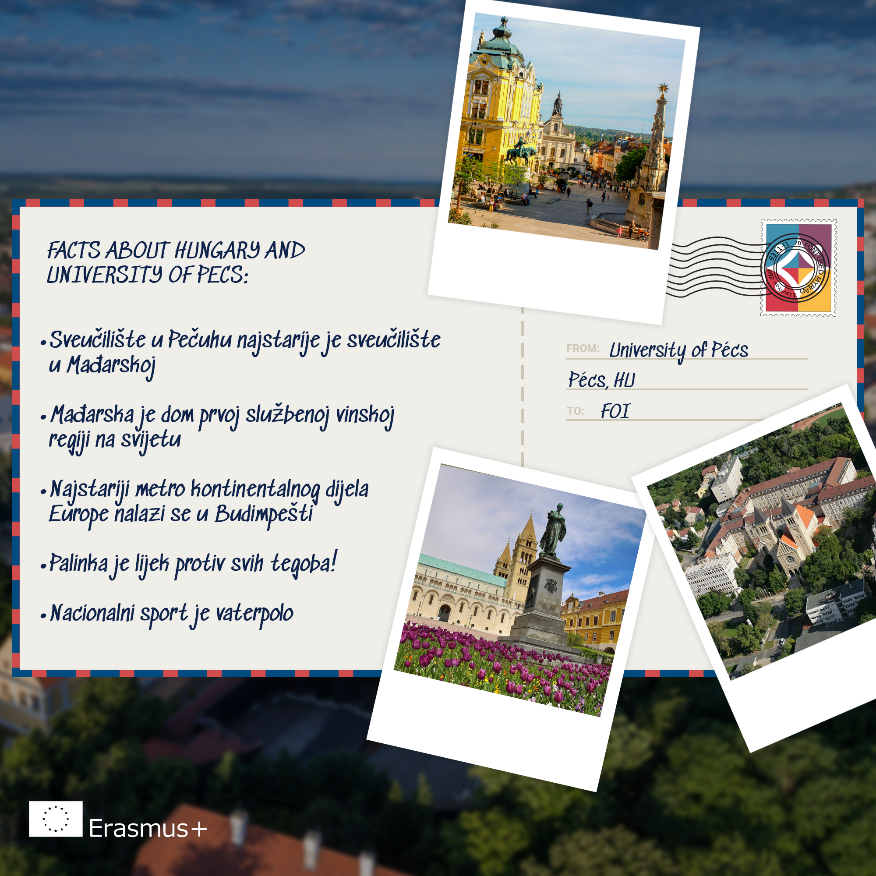 FACTS ABOUT HUNGARY AND
UNIVERSITY OF PECS:
• Sveučilište u Pečuhu najstarije je sveučilište
u Mađarskoj
• Mađarska je dom prvoj službenoj vinskoj
regiji na svijetu
• Najstariji metro kontinentalnog dijela
Europe nalazi se u Budimpešti
• Palinka je lijek protiv svih tegoba!
• Nacionalni sport je vaterpolo
FROM: University of Pécs
Pécs, HU
TO: FOI
Erasmus+